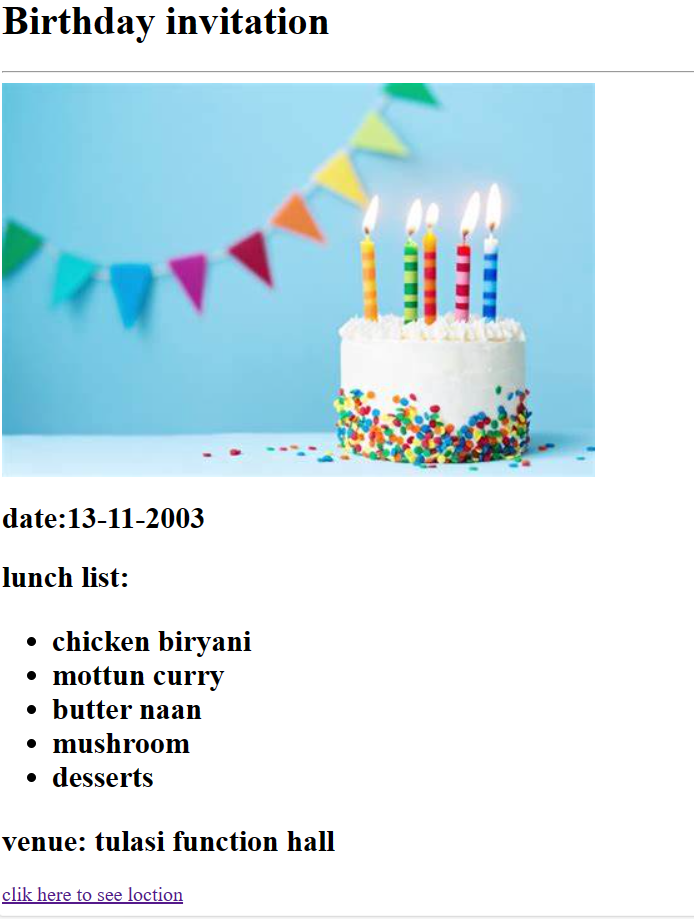 Birthday invitation
date:13-11-2003
lunch list:
chicken biryani
mottun curry
butter naan
mushroom
desserts
venue: tulasi function hall
clik here to see loction